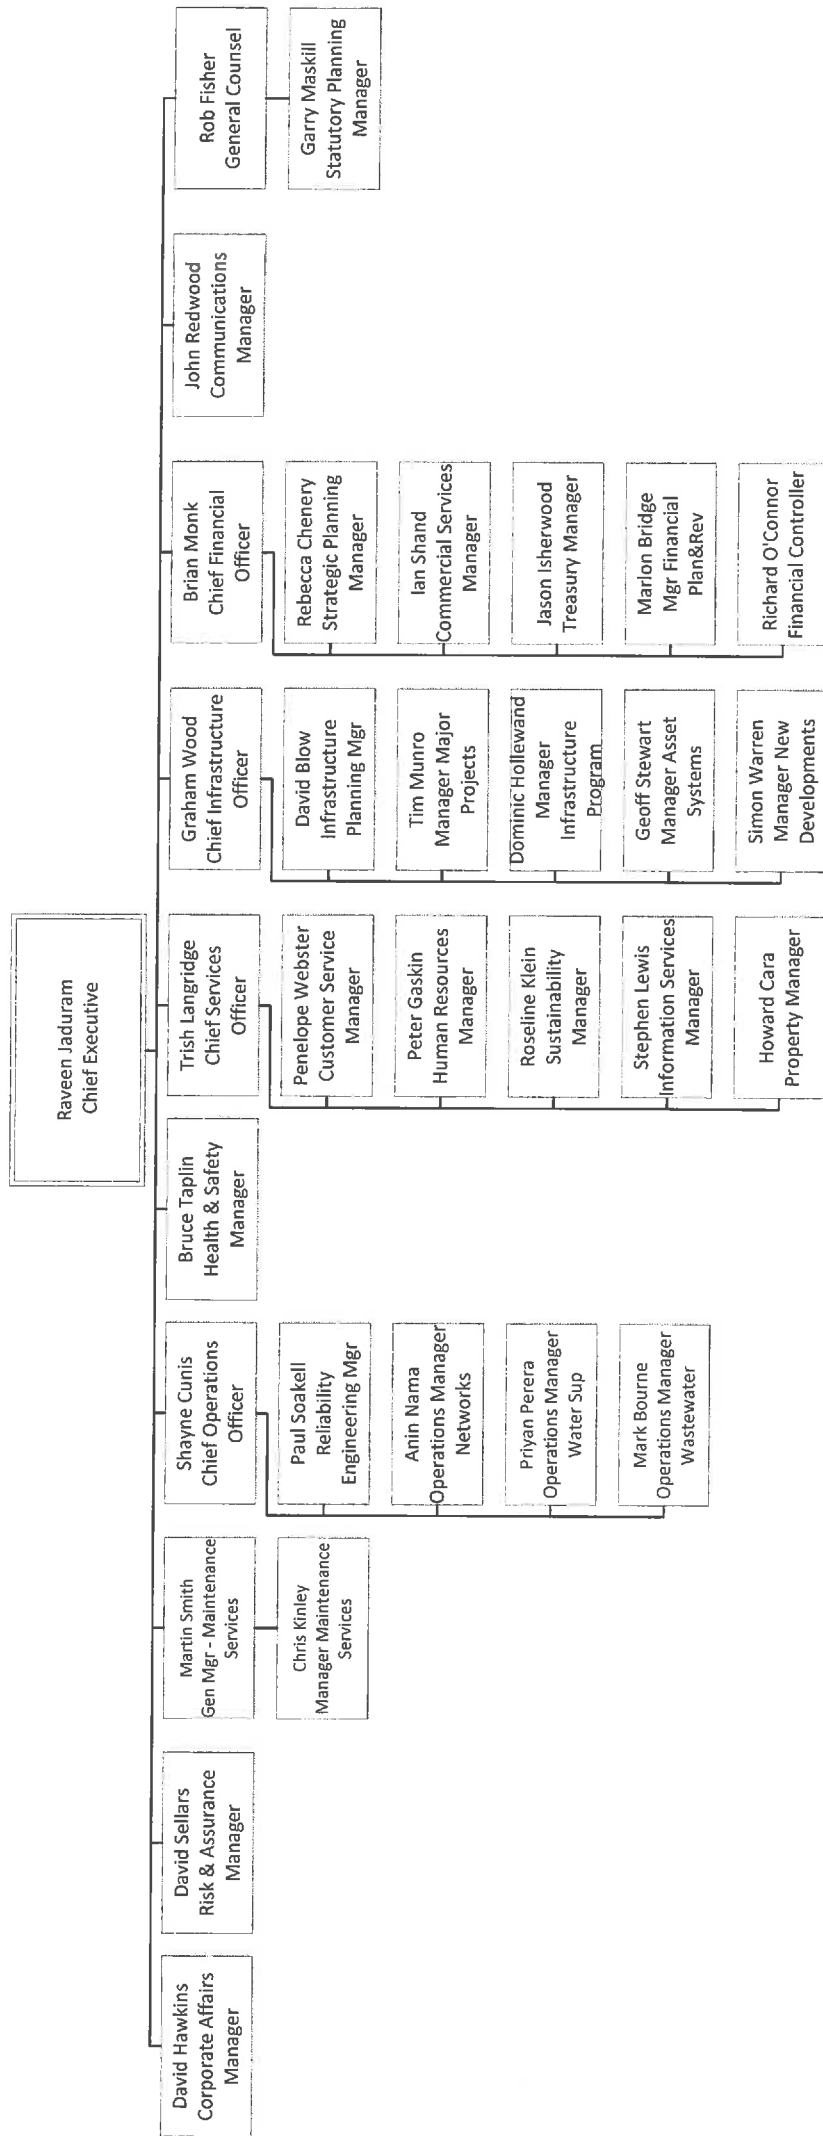 Raveen Jaduram
Chief Executive
David Hawkins
Corporate Affairs
Manager
David Sellars
Risk & Assurance
Manager
Martin Smith
Gen Mgr - Maintenance
Services
Chris Kinley
Manager Maintenance
Services
Shayne Cunis
Chief Operations
Officer
Paul Soakell
Reliability
Engineering Mgr
Anin Nama
Operations Manager
Networks
Priyan Perera
Operations Manager
Water Sup
Mark Bourne
Operations Manager
Wastewater
Bruce Taplin
Health & Safety
Manager
Trish Langridge
Chief Services
Officer
Penelope Webster
Customer Service
Manager
Peter Gaskin
Human Resources
Manager
Roseline Klein
Sustainability
Manager
Stephen Lewis
Information Services
Manager
Howard Cara
Property Manager
Graham Wood
Chief Infrastructure
Officer
David Blow
Infrastructure
Planning Mgr
Tim Munro
Manager Major
Projects
Dominic Hollewand
Manager
Infrastructure
Program
Geoff Stewart
Manager Asset
Systems
Simon Warren
Manager New
Developments
Brian Monk
Chief Financial
Officer
Rebecca Chenery
Strategic Planning
Manager
Ian Shand
Commercial Services
Manager
Jason Isherwood
Treasury Manager
Marlon Bridge
Mgr Financial
Plan&Rev
Richard O'Connor
Financial Controller
John Redwood
Communications
Manager
Rob Fisher
General Counsel
Garry Maskill
Statutory Planning
Manager